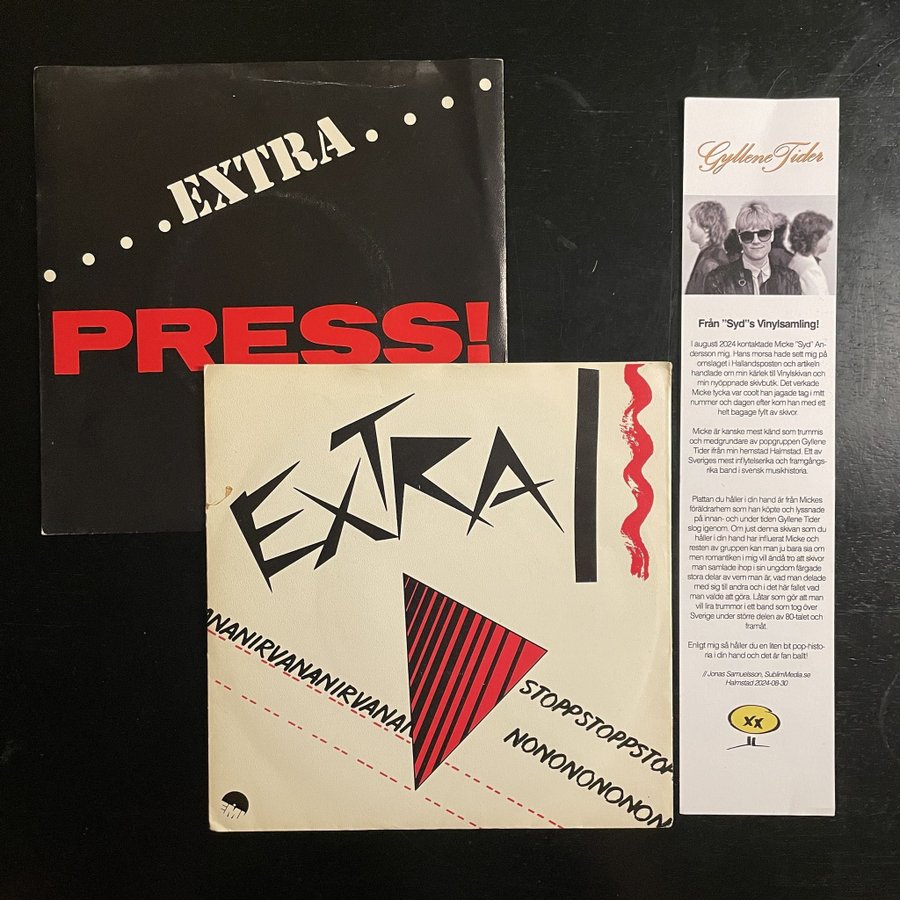 ....EXTRA....
PRESS!
EXTRA
ANANIRVANANIRVANAN
STOPPSTOPPSTOP
NONONONONON
EMI
Gyllene Tider
Från "Syd"s Vinylsamling!
I augusti 2024 kontaktade Micke "Syd" An-
dersson mig. Hans morsa hade sett mig på
omslaget i Hallandsposten och artikeln
handlade om min kärlek till Vinylskivan och
min nyöppnade skivbutik. Det verkade
Micke tycka var coolt han jagade tag i mitt
nummer och dagen efter kom han med ett
helt bagage fyllt av skivor.
Micke är kanske mest känd som trummis
och medgrundare av popgruppen Gyllene
Tider ifrån min hemstad Halmstad. Ett av
Sveriges mest inflytelserika och framgångs-
rika band i svensk musikhistoria.
Plattan du håller i din hand är från Mickes
föräldrarhem som han köpte och lyssnade
på innan- och under tiden Gyllene Tider
slog igenom. Om just denna skivan som du
håller i din hand har influerat Micke och
resten av gruppen kan man ju bara sia om
men romantiken i mig vill ändå tro att skivor
man samlade ihop i sin ungdom färgade
stora delar av vem man är, vad man delade
med sig till andra och i det här fallet vad
man valde att göra. Låtar som gör att man
vill lira trummor i ett band som tog över
Sverige under större delen av 80-talet och
framåt.
Enligt mig så håller du en liten bit pop-histo-
ria i din hand och det är fan ballt!
// Jonas Samuelsson, SublimMedia.se
Halmstad 2024-08-30
XX